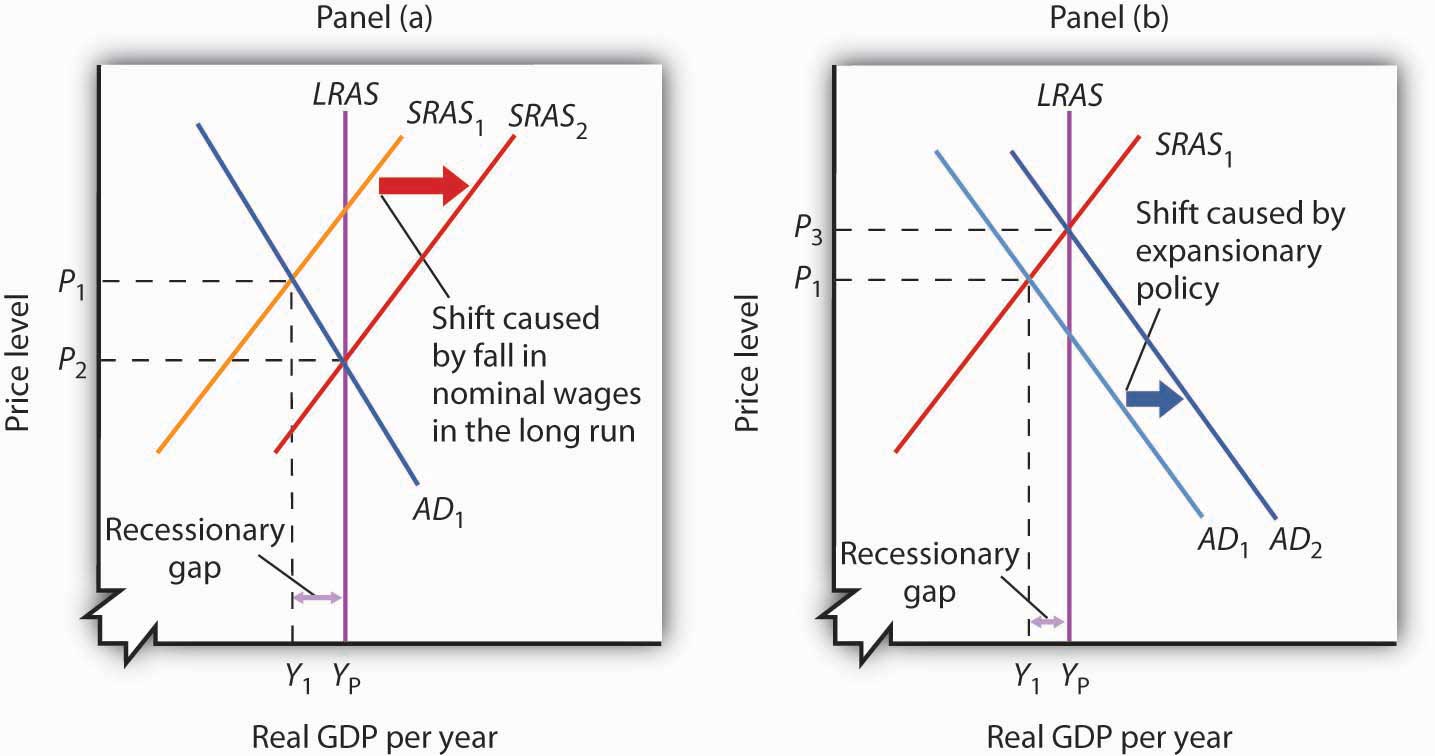 Panel (a)
LRAS
SRAS1
SRAS2
P1
P2
Price level
Shift caused
by fall in
nominal wages
in the long run
AD1
Recessionary
gap
Y1
YP
Real GDP per year
Panel (b)
LRAS
SRAS1
Shift caused by
expansionary
policy
P3
P1
Price level
AD1
AD2
Recessionary
gap
Y1
YP
Real GDP per year